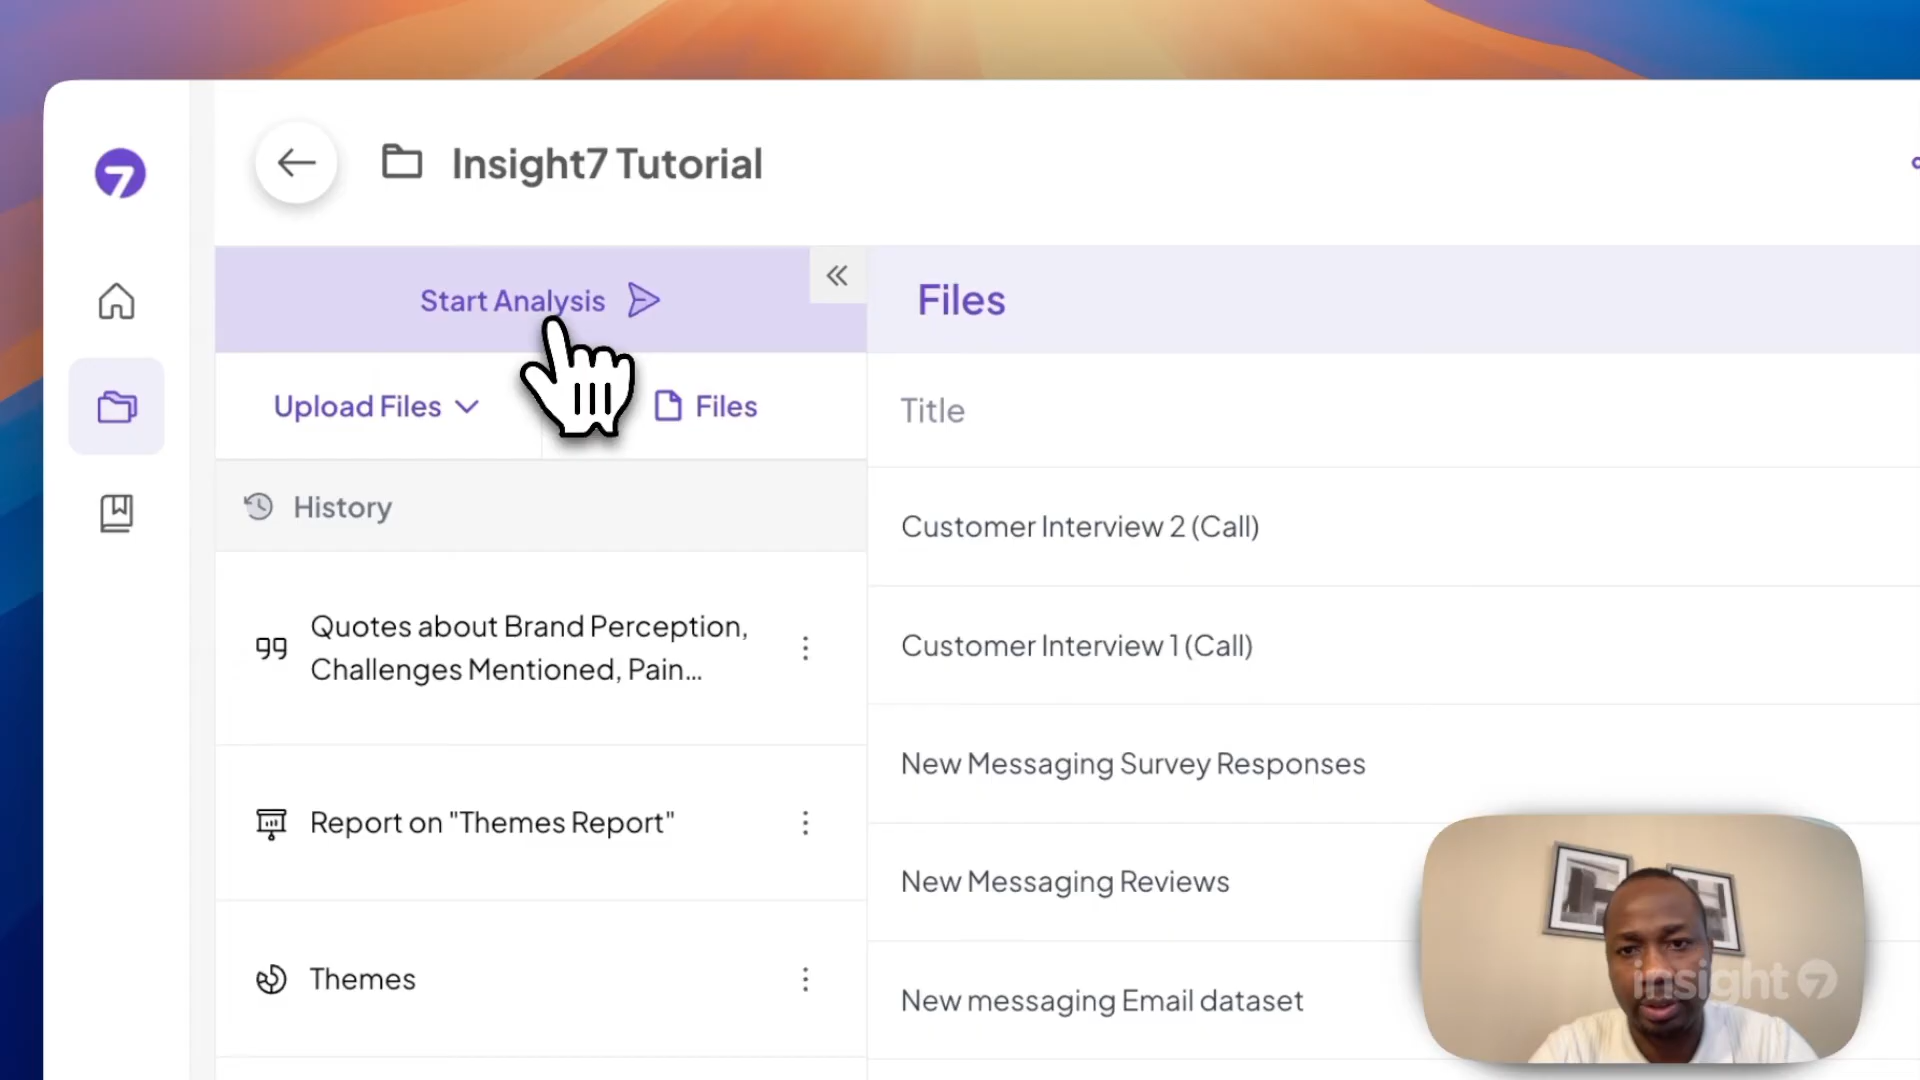 7
Insight7 Tutorial
Start Analysis
Files
Upload Files
Files
Title
History
Customer Interview 2 (Call)
Quotes about Brand Perception,
Challenges Mentioned, Pain...
Customer Interview 1 (Call)
New Messaging Survey Responses
Report on "Themes Report"
New Messaging Reviews
Themes
New messaging Email dataset
insight7